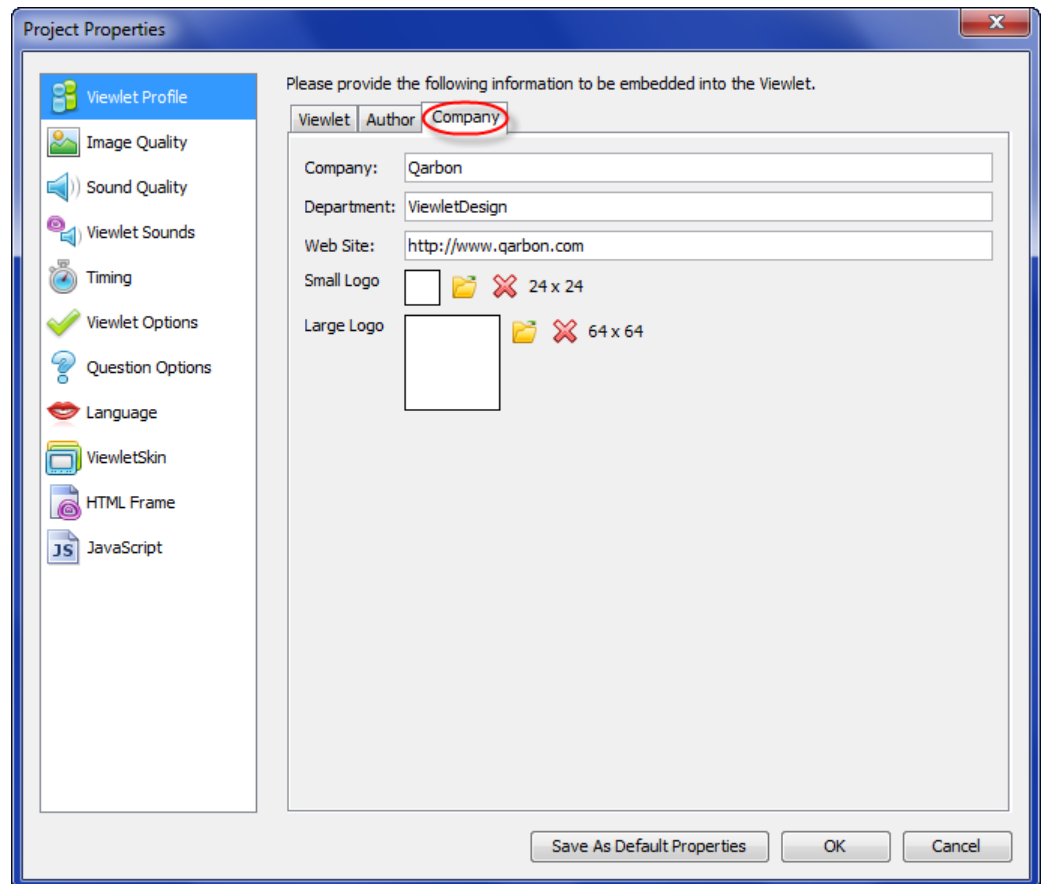 Project Properties
x
Viewlet Profile
Image Quality
Sound Quality
Viewlet Sounds
Timing
Viewlet Options
Question Options
Language
ViewletSkin
HTML Frame
JS JavaScript
Please provide the following information to be embedded into the Viewlet.
Viewlet Author Company
Company: Qarbon
Department: ViewletDesign
Web Site: http://www.qarbon.com
Small Logo 24 x 24
Large Logo 64 x 64
Save As Default Properties OK Cancel